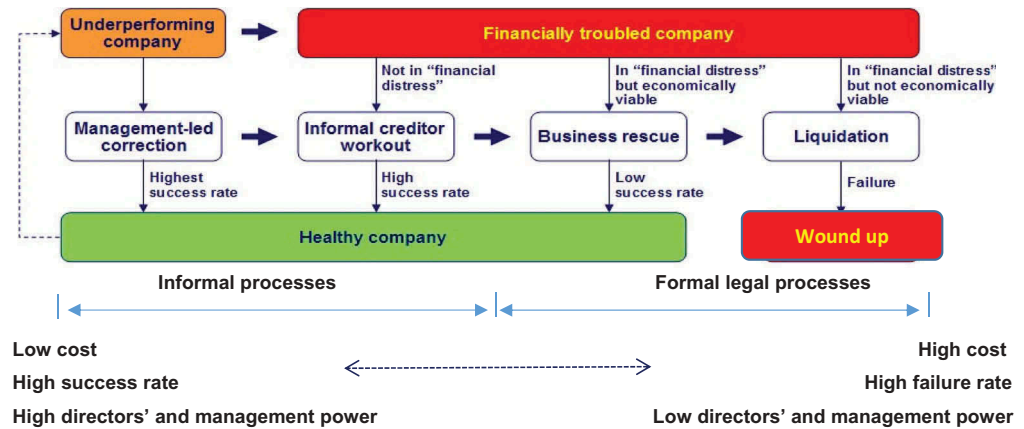 Underperforming
company
Financially troubled company
Not in “financial
distress”
In “financial distress”
but economically
viable
In “financial distress”
but not economically
viable
Management-led
correction
Informal creditor
workout
Business rescue
Liquidation
Highest
success rate
High
success rate
Low
success rate
Failure
Healthy company
Wound up
Informal processes
Formal legal processes
Low cost
High cost
High success rate
High failure rate
High directors’ and management power
Low directors’ and management power